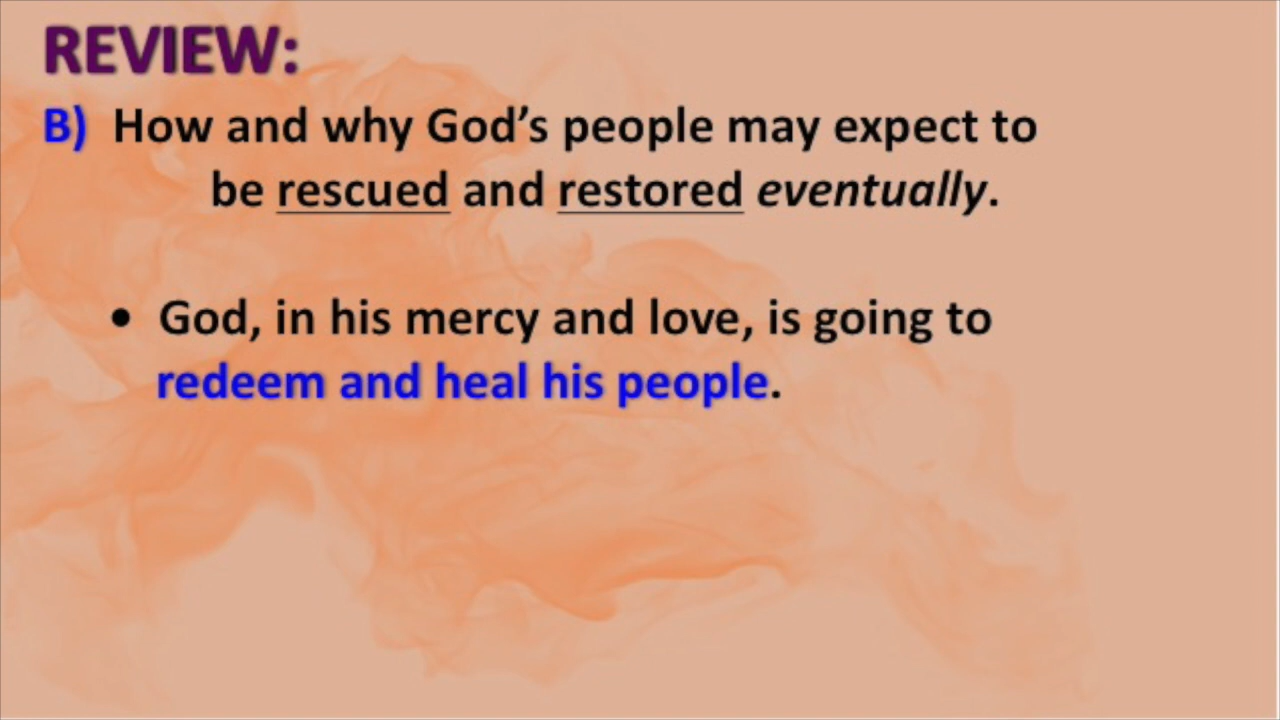 REVIEW:
B) How and why God’s people may expect to
be rescued and restored eventually.
• God, in his mercy and love, is going to
redeem and heal his people.